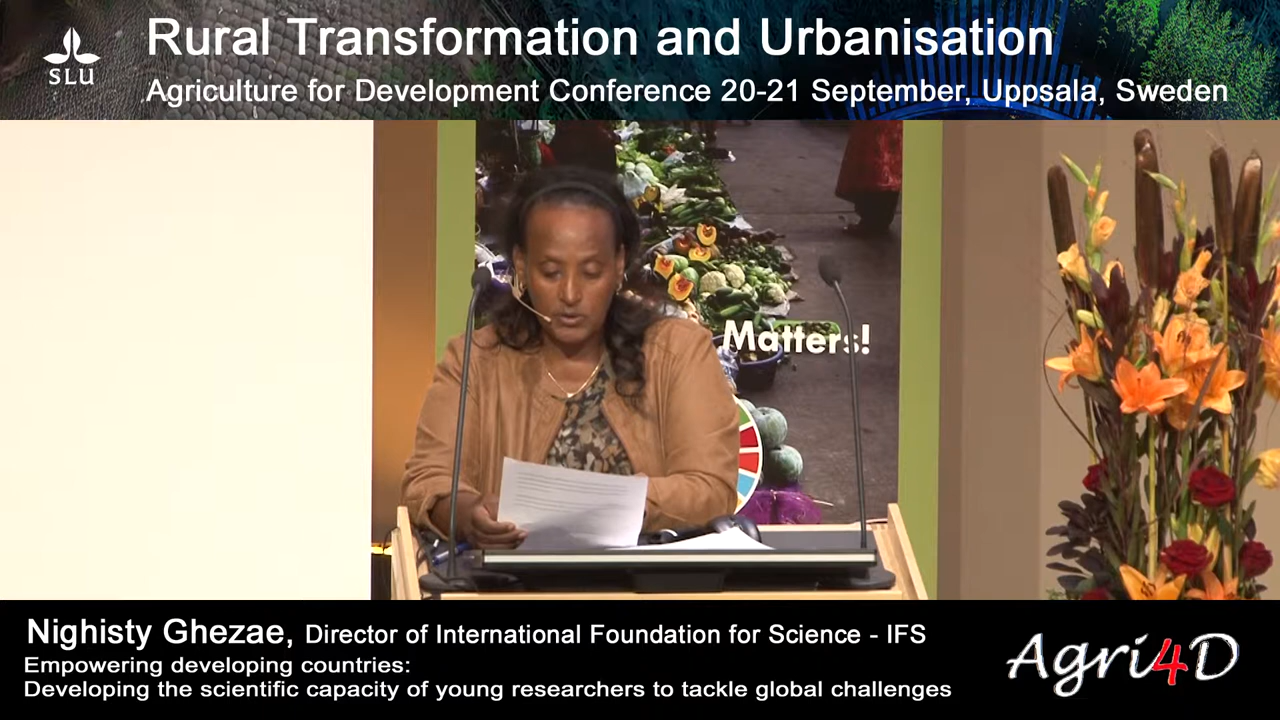 SLU
Rural Transformation and Urbanisation
Agriculture for Development Conference 20-21 September, Uppsala, Sweden
Matters!
Nighisty Ghezae, Director of International Foundation for Science - IFS
Empowering developing countries:
Developing the scientific capacity of young researchers to tackle global challenges
Agri4D